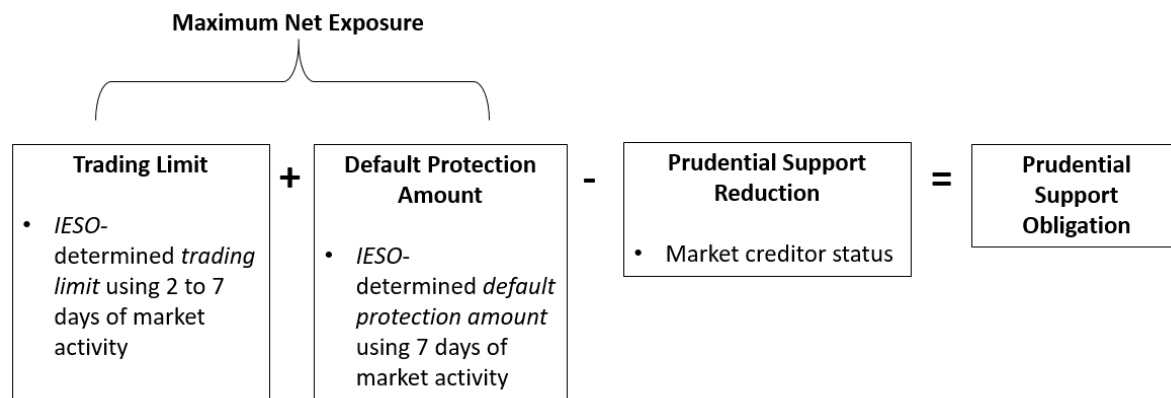 Maximum Net Exposure
Trading Limit
• IESO-
determined trading
limit using 2 to 7
days of market
activity
+
Default Protection
Amount
• IESO-
determined default
protection amount
using 7 days of
market activity
-
Prudential Support
Reduction
• Market creditor status
=
Prudential
Support
Obligation